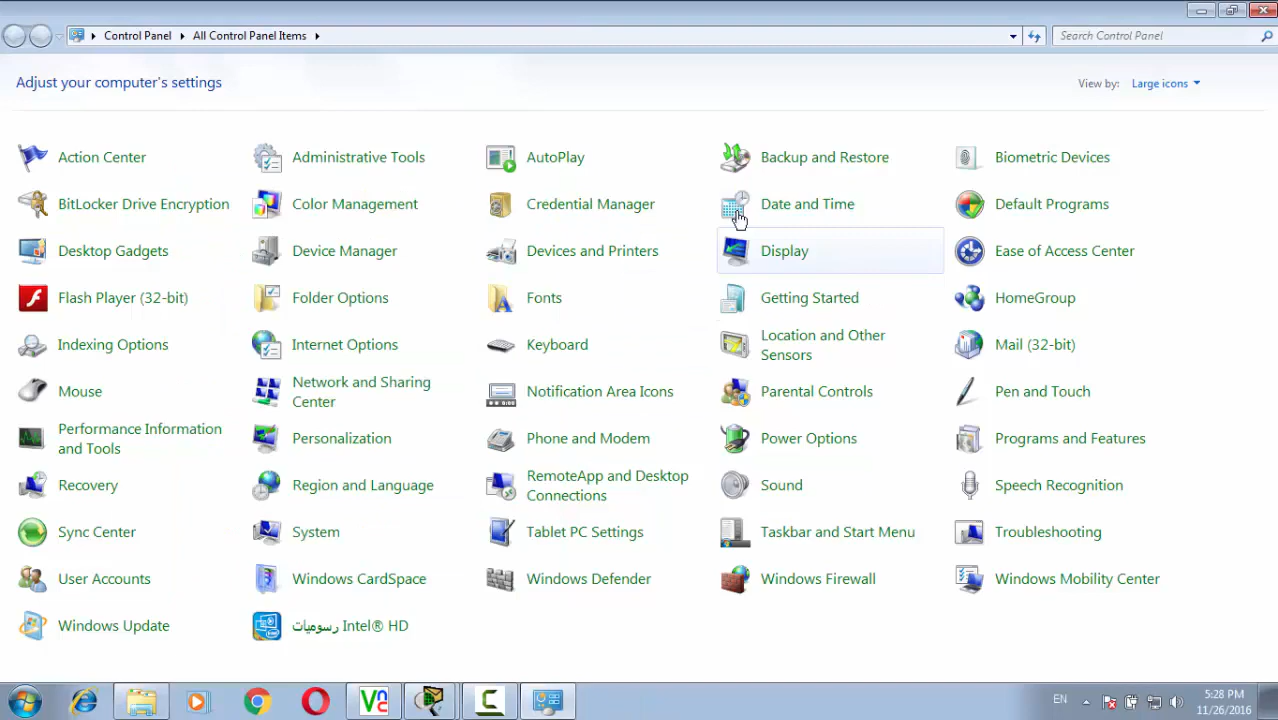 Control Panel
All Control Panel Items
Search Control Panel
Adjust your computer's settings
View by: Large icons
Action Center
Administrative Tools
AutoPlay
Backup and Restore
Biometric Devices
BitLocker Drive Encryption
Color Management
Credential Manager
Date and Time
Default Programs
Desktop Gadgets
Device Manager
Devices and Printers
Display
Ease of Access Center
Flash Player (32-bit)
Folder Options
Fonts
Getting Started
HomeGroup
Indexing Options
Internet Options
Keyboard
Location and Other
Sensors
Mail (32-bit)
Mouse
Network and Sharing
Center
Notification Area Icons
Parental Controls
Pen and Touch
Performance Information
and Tools
Personalization
Phone and Modem
Power Options
Programs and Features
Recovery
Region and Language
RemoteApp and Desktop
Connections
Sound
Speech Recognition
Sync Center
System
Tablet PC Settings
Taskbar and Start Menu
Troubleshooting
User Accounts
Windows CardSpace
Windows Defender
Windows Firewall
Windows Mobility Center
Windows Update
رسوميات Intel® HD
EN
5:28 PM
11/26/2016